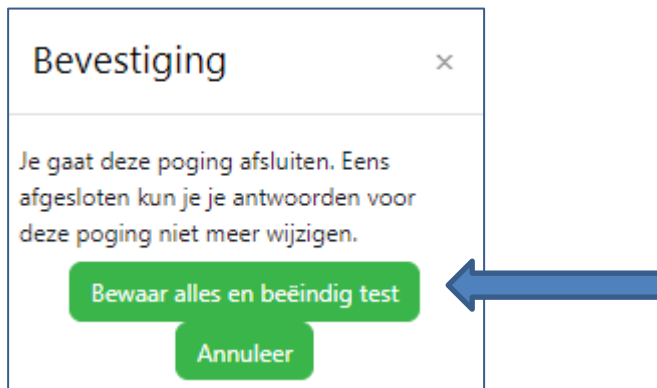 Bevestiging ×
Je gaat deze poging afsluiten. Eens
afgesloten kun je je antwoorden voor
deze poging niet meer wijzigen.
Bewaar alles en beëindig test
Annuleer